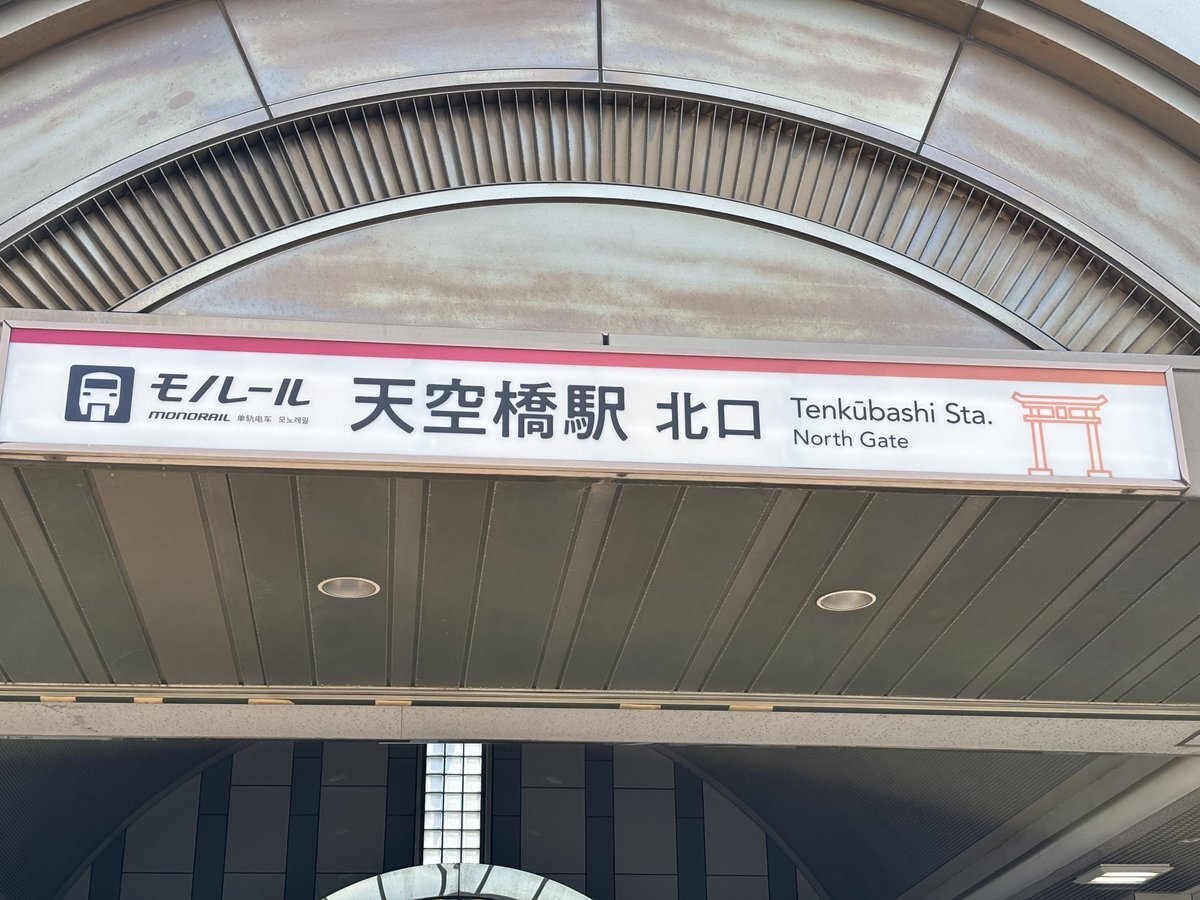 モノレール
MONORAIL 单轨电车 모노레일
天空橋駅 北口
Tenkūbashi Sta.
North Gate